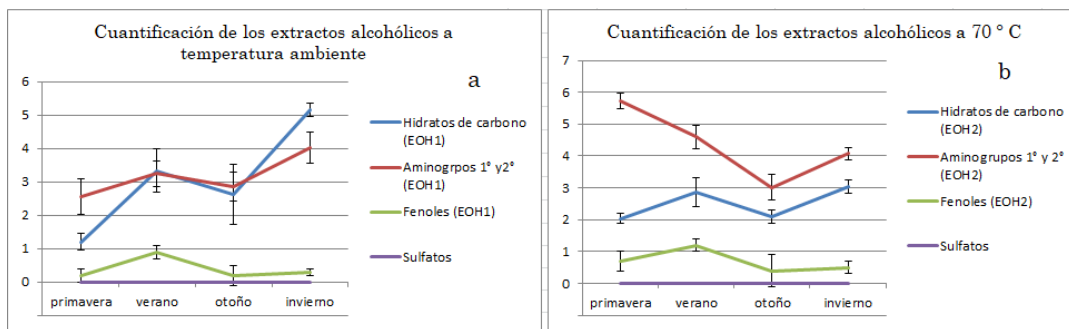 Cuantificación de los extractos alcohólicos a
temperatura ambiente
a
6
5
4
3
2
1
0
primavera verano otoño invierno
Hidratos de carbono
(EOH1)
Aminogrpos 1° y2°
(EOH1)
Fenoles (EOH1)
Sulfatos
Cuantificación de los extractos alcohólicos a 70 ° C
b
7
6
5
4
3
2
1
0
primavera verano otoño invierno
Hidratos de carbono
(EOH2)
Aminogrupos 1° y 2°
(EOH2)
Fenoles (EOH2)
Sulfatos